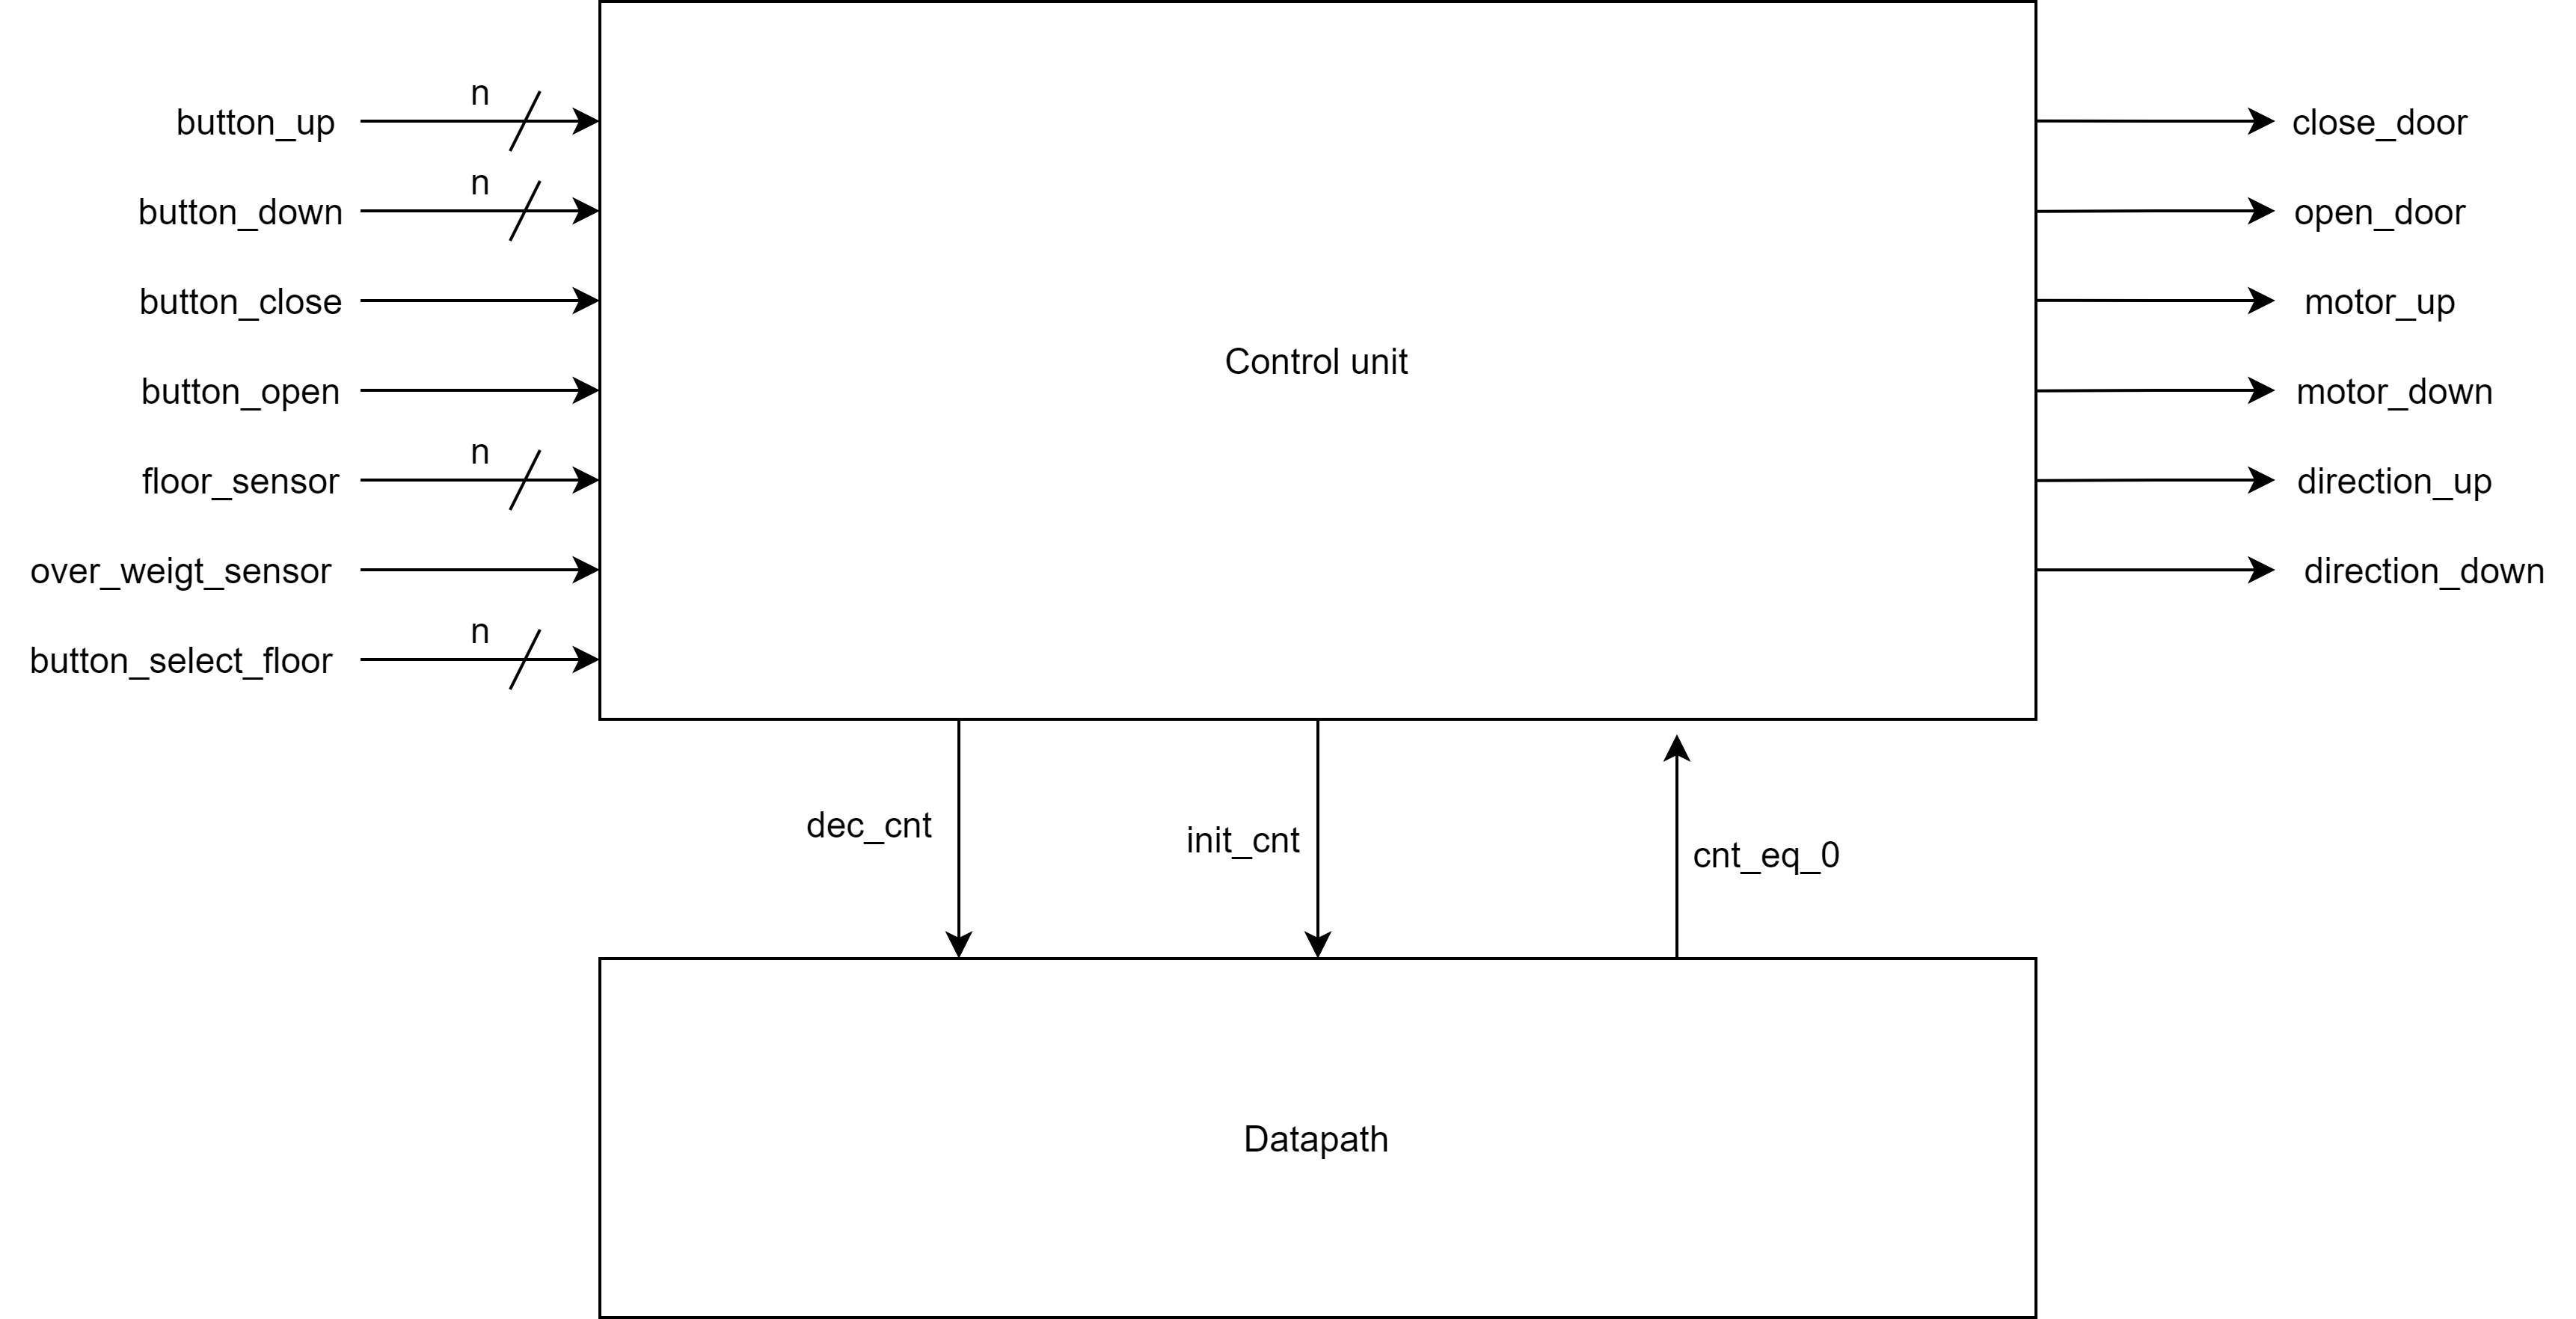 n
button_up
close_door
n
button_down
open_door
button_close
motor_up
Control unit
button_open
motor_down
n
floor_sensor
direction_up
over_weigt_sensor
direction_down
n
button_select_floor
dec_cnt
init_cnt
cnt_eq_0
Datapath